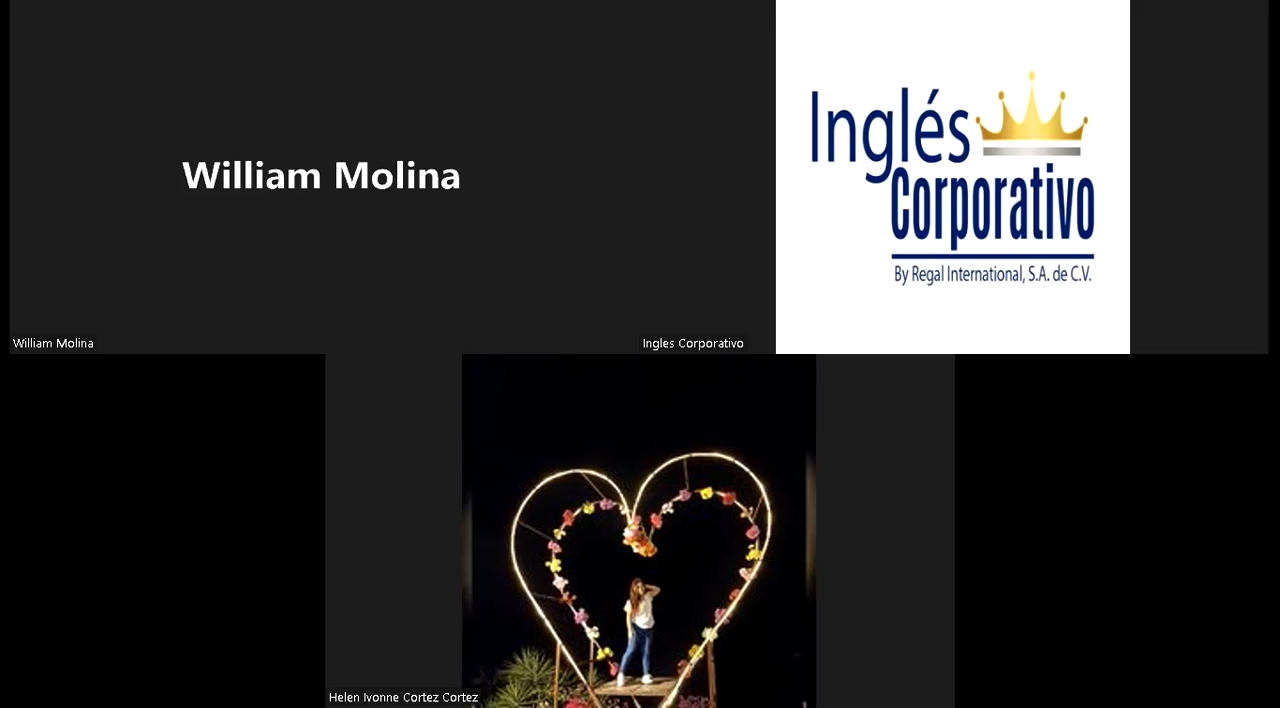 William Molina
Inglés
Corporativo
By Regal International, S.A. de C.V.
William Molina
Ingles Corporativo
Helen Ivonne Cortez Cortez